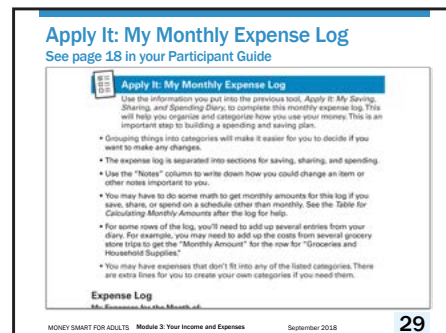 Apply It: My Monthly Expense Log
See page 18 in your Participant Guide
Apply It: My Monthly Expense Log
Use the information you put into the previous tool, Apply It: My Saving,
Sharing, and Spending Diary, to complete this monthly expense log. This
will help you organize and categorize how you use your money. This is an
important step to building a spending and saving plan.
• Grouping things into categories will make it easier for you to decide if you
want to make any changes.
• The expense log is separated into sections for saving, sharing, and spending.
• Use the "Notes" column to write down how you could change an item or
other notes important to you.
• You may have to do some math to get monthly amounts for this log if you
save, share, or spend on a schedule other than monthly. See the Table for
Calculating Monthly Amounts after the log for help.
• For some rows of the log, you'll need to add up several entries from your
diary. For example, you may need to add up the costs from several grocery
store trips to get the "Monthly Amount" for the row for "Groceries and
Household Supplies."
• You may have expenses that don't fit into any of the listed categories. There
are extra lines for you to create your own categories if you need them.
Expense Log
My Expenses for the Month of:
MONEY SMART FOR ADULTS Module 3: Your Income and Expenses September 2018 29